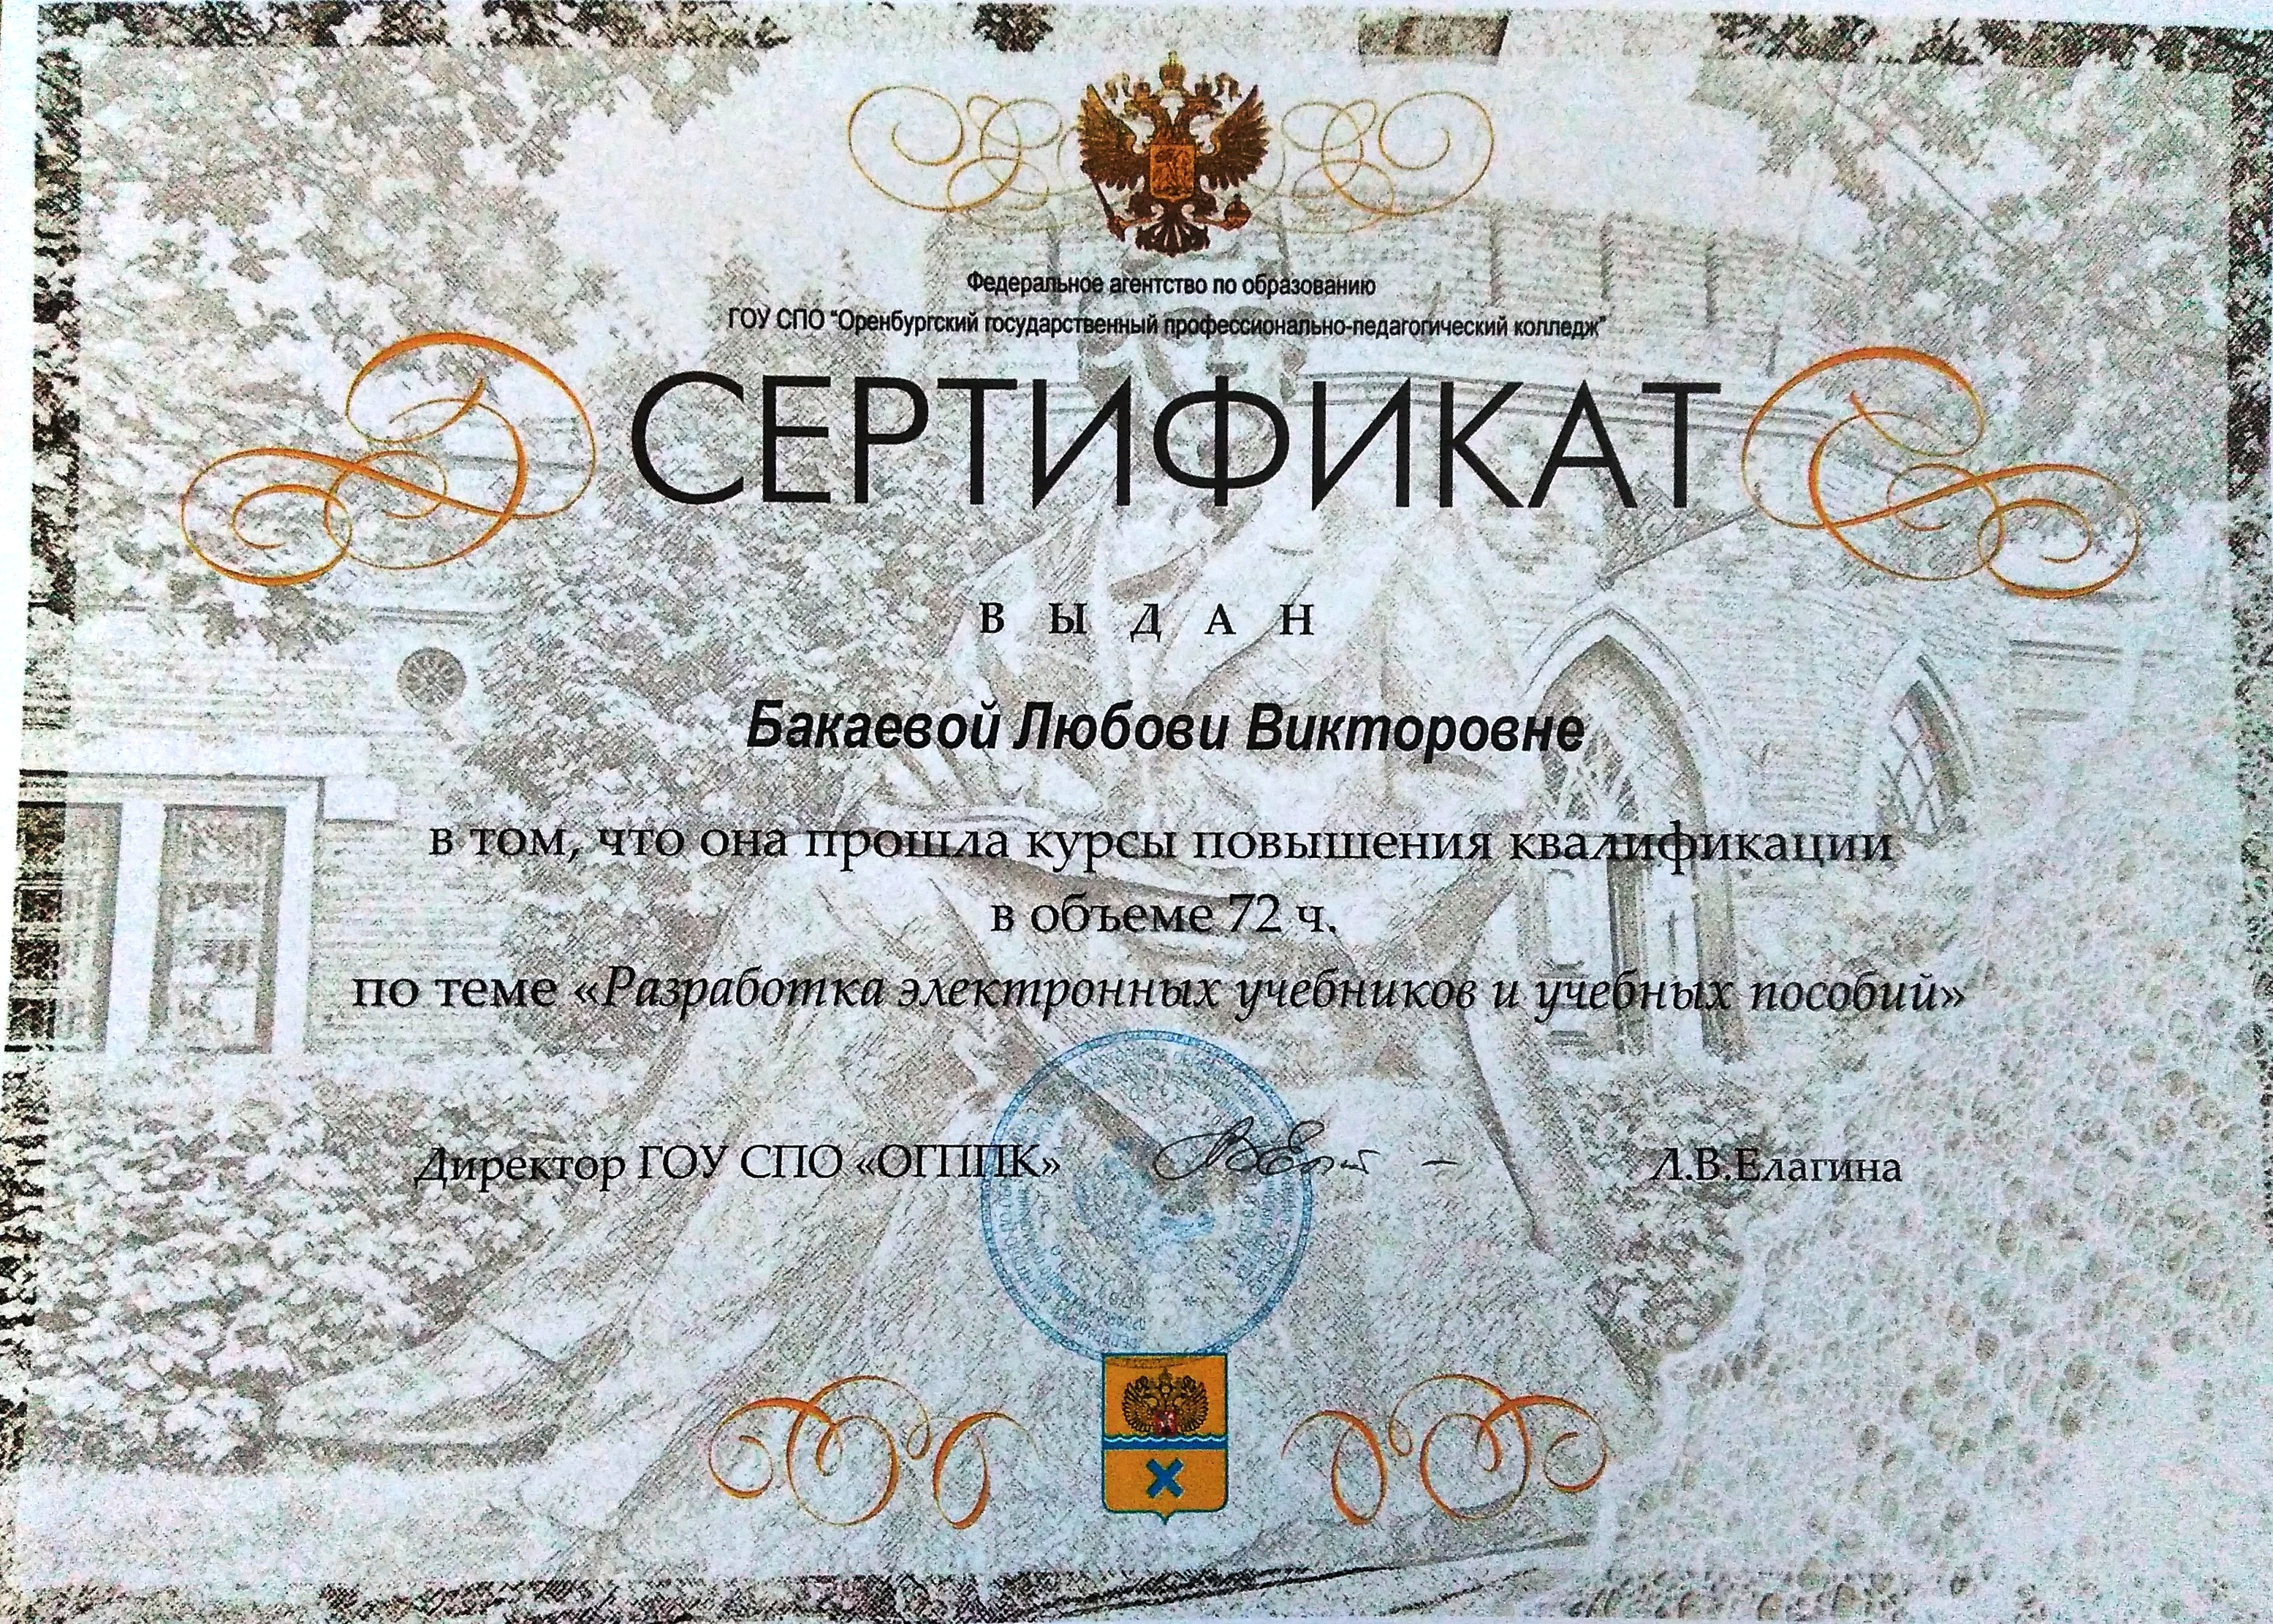 Федеральное агентство по образованию
ГОУ СПО "Оренбургский государственный профессионально-педагогический колледж"
СЕРТИФИКАТ
В Ы Д А Н
Бакаевой Любови Викторовне
в том, что она прошла курсы повышения квалификации
в объеме 72 ч.
по теме «Разработка электронных учебников и учебных пособий»
Директор ГОУ СПО «ОГППК» Л.В.Елагина